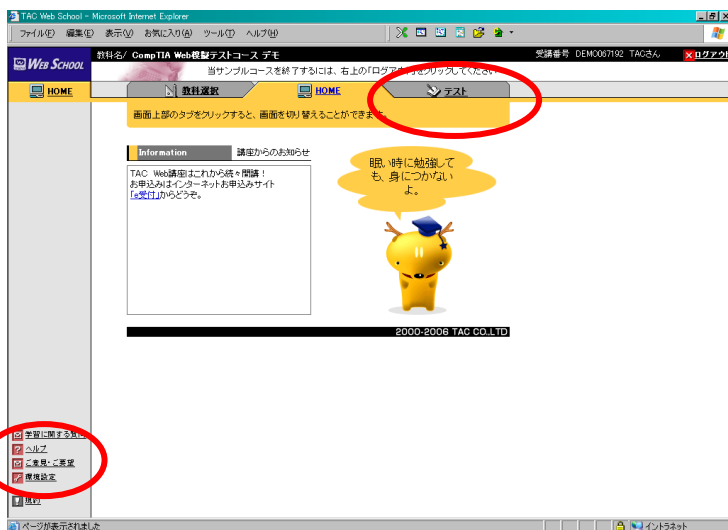 TAC Web School - Microsoft Internet Explorer
ファイル(F) 編集(E) 表示(V) お気に入り(A) ツール(T) ヘルプ(H)
WEB SCHOOL
教科名/ CompTIA Web模擬テストコース デモ
受講番号 DEMO067192 TACさん
ログアウト
当サンプルコースを終了するには、右上の「ログアウト」をクリックしてください
HOME
教科選択
HOME
テスト
画面上部のタブをクリックすると、画面を切り替えることができます。
Information 講座からのお知らせ
TAC Web講座はこれから続々開講!
お申込みはインターネットお申込みサイト
「e受付」からどうぞ。
眠い時に勉強して
も、身につかない
よ。
2000-2006 TAC CO.,LTD
学習に関する質問
ヘルプ
ご意見・ご要望
環境設定
規約
ページが表示されました
イントラネット